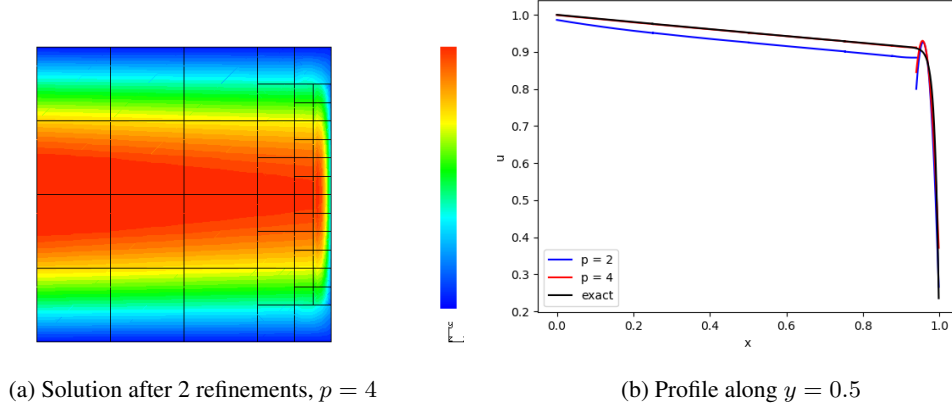 1.0
0.9
0.8
0.7
0.6
0.5
0.4
0.3
0.2
u
p = 2
p = 4
exact
0.0 0.2 0.4 0.6 0.8 1.0
x
(a) Solution after 2 refinements, p = 4
(b) Profile along y = 0.5